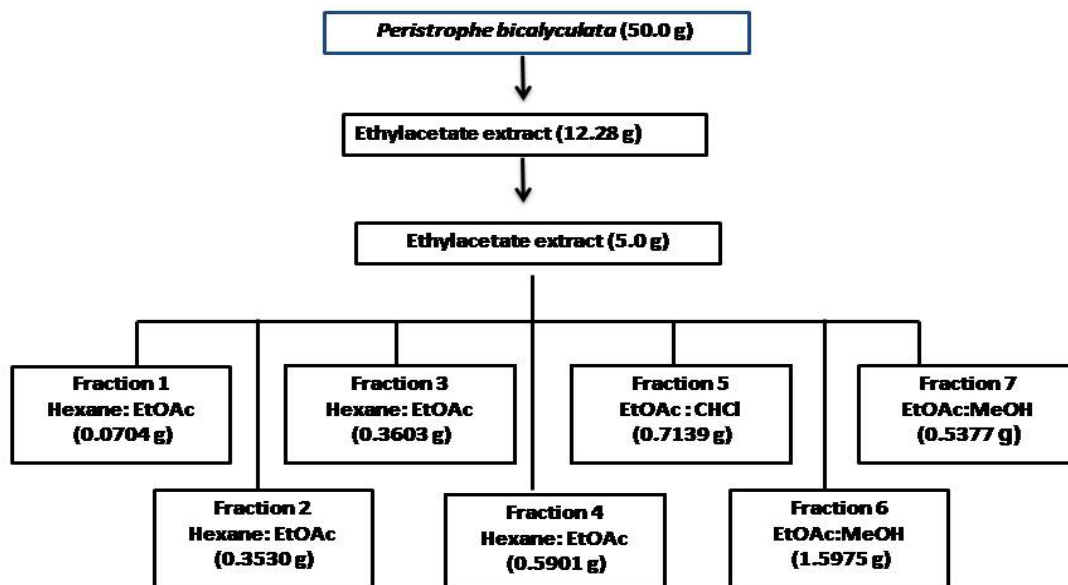 Peristrophe bicalyculata (50.0 g)
Ethylacetate extract (12.28 g)
Ethylacetate extract (5.0 g)
Fraction 1
Hexane: EtOAc
(0.0704 g)
Fraction 3
Hexane: EtOAc
(0.3603 g)
Fraction 5
EtOAc : CHCl
(0.7139 g)
Fraction 7
EtOAc:MeOH
(0.5377 g)
Fraction 2
Hexane: EtOAc
(0.3530 g)
Fraction 4
Hexane: EtOAc
(0.5901 g)
Fraction 6
EtOAc:MeOH
(1.5975 g)